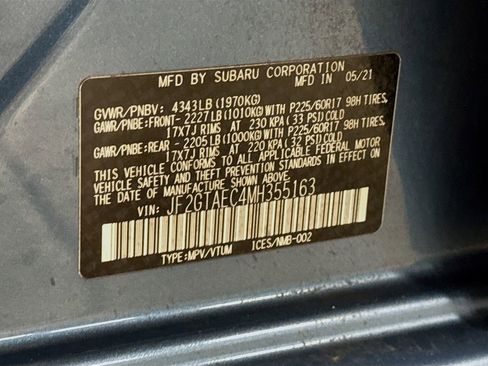 MFD BY SUBARU CORPORATION
MFD IN 05/21
GVWR/PNBV: 4343LB(1970KG)
GAWR/PNBE:FRONT- 2227LB(1010KG)WITH P225/60R17 98H TIRES,
17X7J RIMS AT 230 KPA (33 PSI)COLD
GAWR/PNBE:REAR - 2205LB(1000KG)WITH P225/60R17 98H TIRES,
17X7J RIMS AT 220 KPA (32 PSI)COLD
THIS VEHICLE CONFORMS TO ALL APPLICABLE FEDERAL MOTOR
VEHICLE SAFETY AND THEFT PREVENTION STANDARDS IN EFFECT
ON THE DATE OF MANUFACTURE SHOWN ABOVE.
VIN: JF2GTAEC4MH355163
TYPE:MPV/VTUM ICES/NMB-002